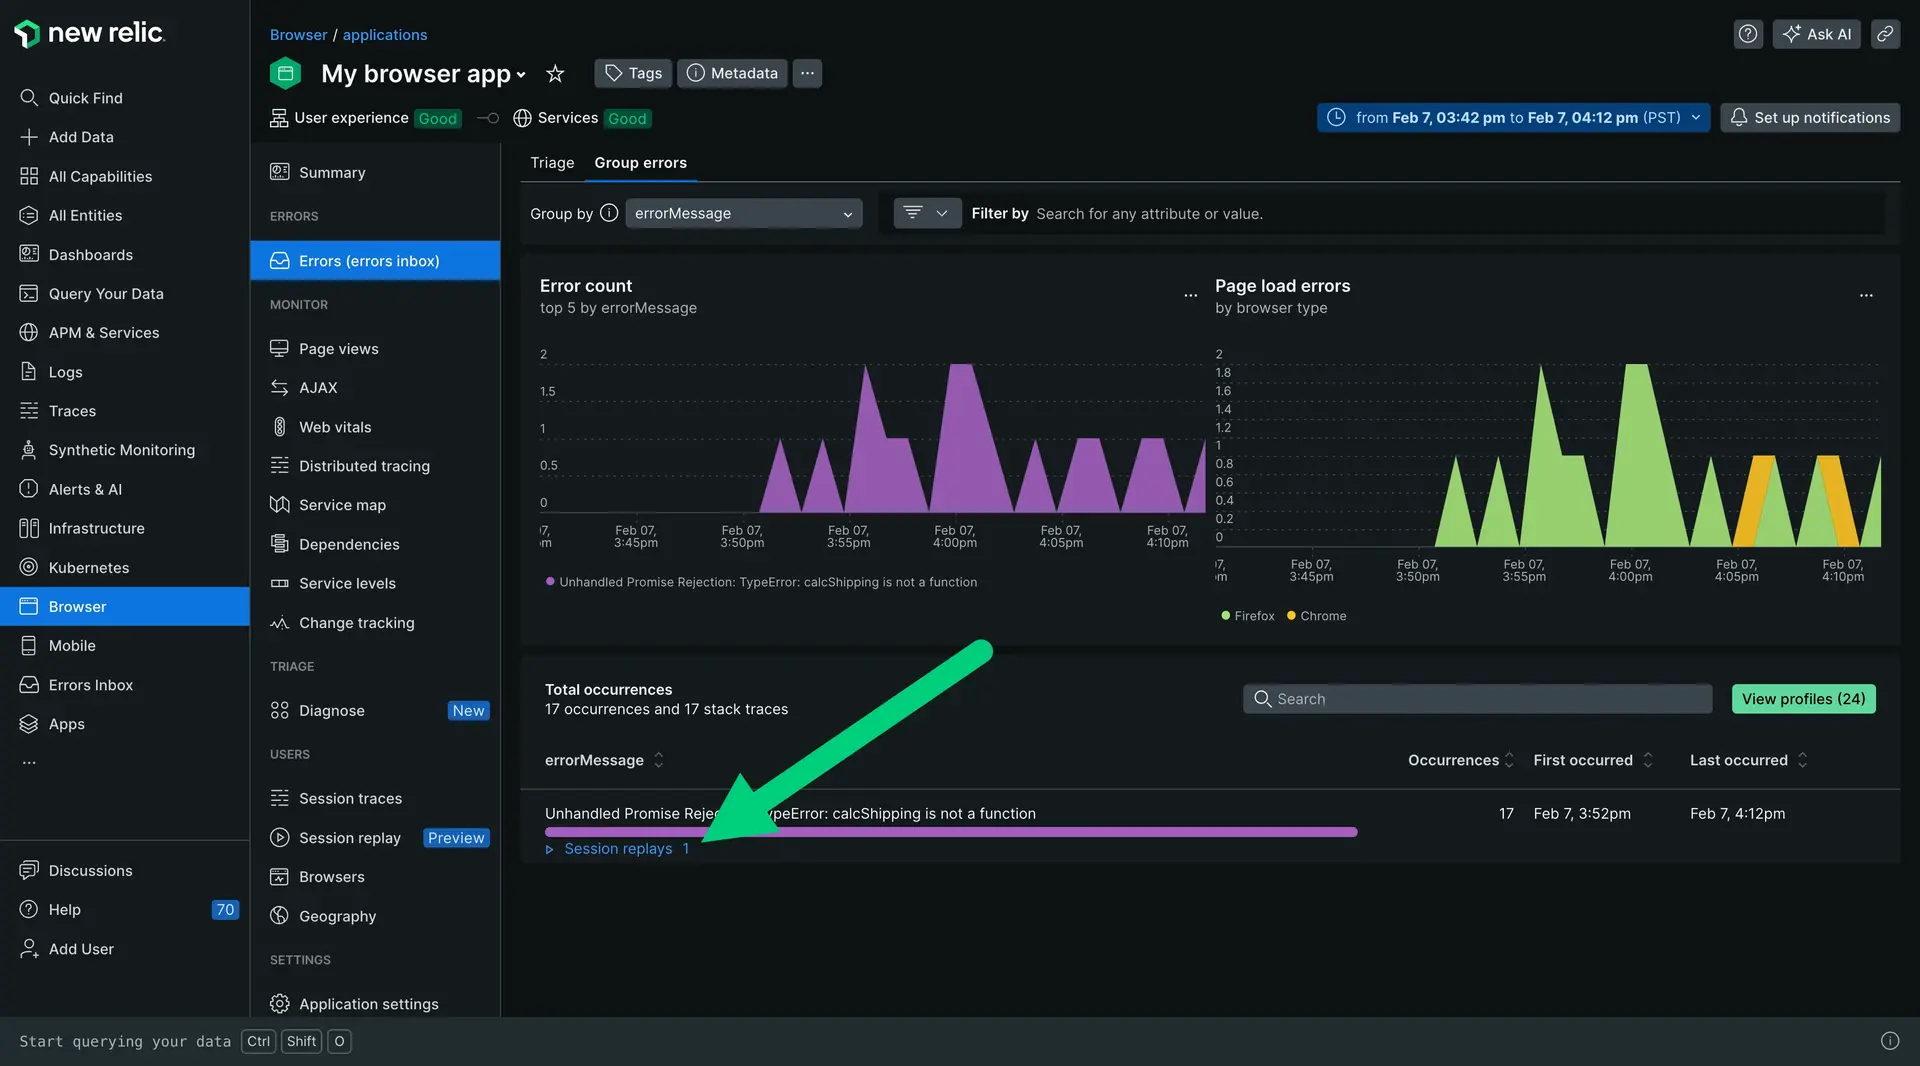 new relic.
Quick Find
Add Data
All Capabilities
All Entities
Dashboards
Query Your Data
APM & Services
Logs
Traces
Synthetic Monitoring
Alerts & AI
Infrastructure
Kubernetes
Browser
Mobile
Errors Inbox
Apps
...
Discussions
Help 70
Add User
Browser / applications
Ask AI
My browser app
Tags
Metadata
...
User experience Good
Services Good
from Feb 7, 03:42 pm to Feb 7, 04:12 pm (PST)
Set up notifications
Summary
ERRORS
Errors (errors inbox)
MONITOR
Page views
AJAX
Web vitals
Distributed tracing
Service map
Dependencies
Service levels
Change tracking
TRIAGE
Diagnose New
USERS
Session traces
Session replay Preview
Browsers
Geography
SETTINGS
Application settings
Triage Group errors
Group by errorMessage
Filter by Search for any attribute or value.
Error count
top 5 by errorMessage
...
2
1.5
1
0.5
0
7, Feb 07, Feb 07, Feb 07, Feb 07, Feb 07, Feb 07,
m 3:45pm 3:50pm 3:55pm 4:00pm 4:05pm 4:10pm
Unhandled Promise Rejection: TypeError: calcShipping is not a function
Page load errors
by browser type
...
2
1.8
1.6
1.4
1.2
1
0.8
0.6
0.4
0.2
0
7, Feb 07, Feb 07, Feb 07, Feb 07, Feb 07, Feb 07,
m 3:45pm 3:50pm 3:55pm 4:00pm 4:05pm 4:10pm
Firefox Chrome
Total occurrences
17 occurrences and 17 stack traces
Search
View profiles (24)
errorMessage Occurrences First occurred Last occurred
Unhandled Promise Rejec peError: calcShipping is not a function 17 Feb 7, 3:52pm Feb 7, 4:12pm
Session replays 1
Start querying your data Ctrl Shift O